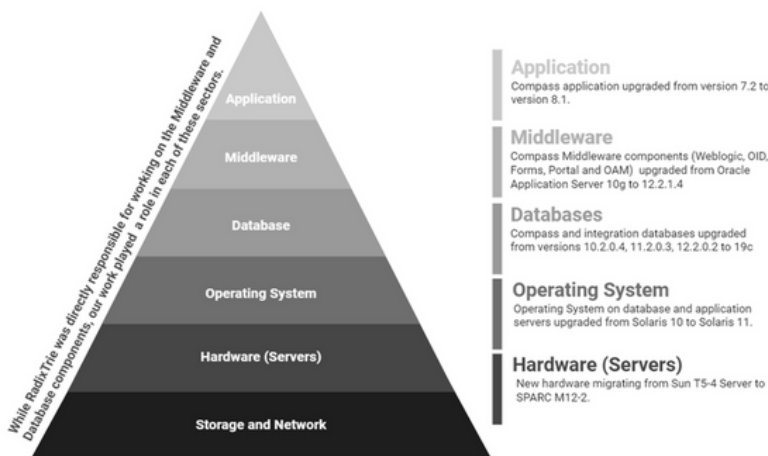 While RadixTrie was directly responsible for working on the Middleware and
Database components, our work played a role in each of these sectors.
Application
Middleware
Database
Operating System
Hardware (Servers)
Storage and Network
Application
Compass application upgraded from version 7.2 to
version 8.1.
Middleware
Compass Middleware components (Weblogic, OID,
Forms, Portal and OAM) upgraded from Oracle
Application Server 10g to 12.2.1.4
Databases
Compass and integration databases upgraded
from versions 10.2.0.4, 11.2.0.3, 12.2.0.2 to 19c
Operating System
Operating System on database and application
servers upgraded from Solaris 10 to Solaris 11.
Hardware (Servers)
New hardware migrating from Sun T5-4 Server to
SPARC M12-2.